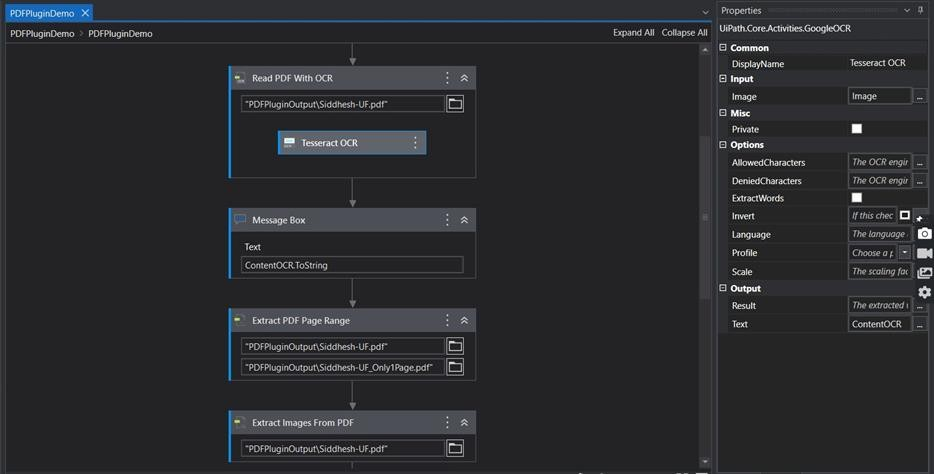 PDFPluginDemo
PDFPluginDemo PDFPluginDemo
Expand All Collapse All
Read PDF With OCR
"PDFPluginOutput\Siddhesh-UF.pdf"
Tesseract OCR
Message Box
Text
ContentOCR.ToString
Extract PDF Page Range
"PDFPluginOutput\Siddhesh-UF.pdf"
"PDFPluginOutput\Siddhesh-UF_Only1Page.pdf"
Extract Images From PDF
"PDFPluginOutput\Siddhesh-UF.pdf"
Properties
UiPath.Core.Activities.GoogleOCR
Common
DisplayName Tesseract OCR
Input
Image Image ...
Misc
Private
Options
AllowedCharacters The OCR engin ...
DeniedCharacters The OCR engin ...
ExtractWords
Invert If this chec
Language The language
Profile Choose a p
Scale The scaling fac
Output
Result The extracted ...
Text ContentOCR ...